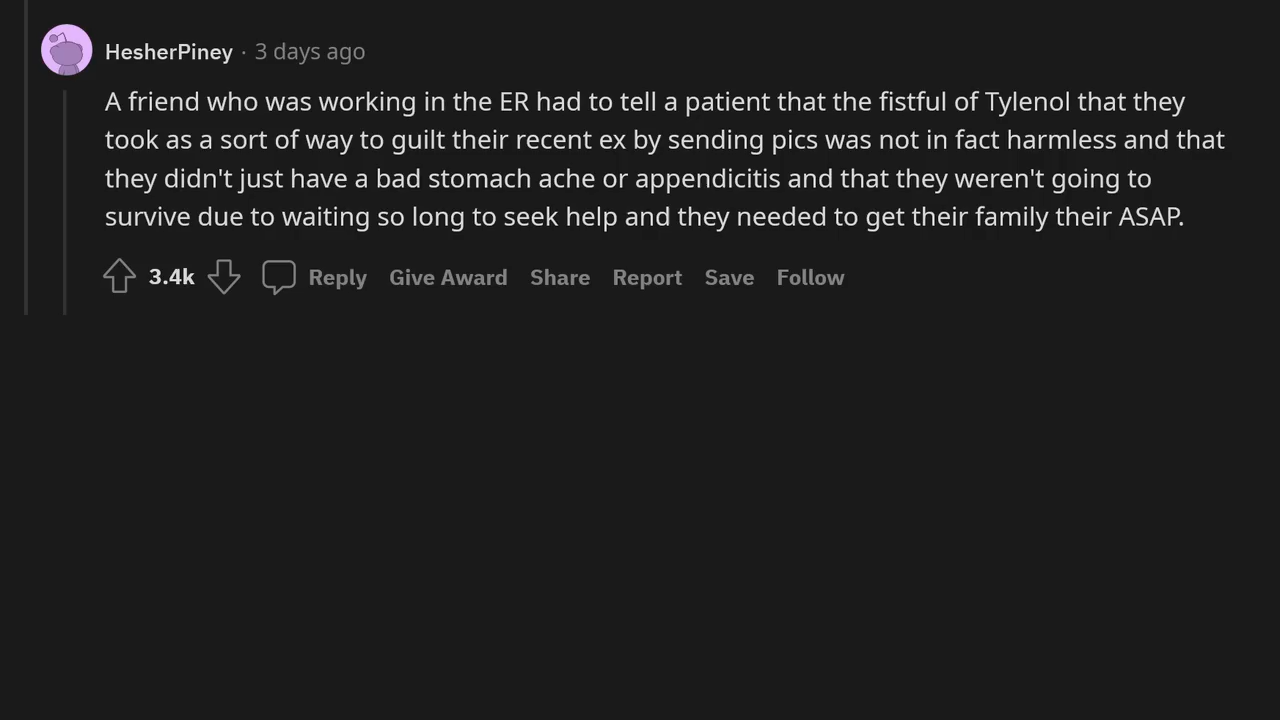 HesherPiney · 3 days ago
A friend who was working in the ER had to tell a patient that the fistful of Tylenol that they
took as a sort of way to guilt their recent ex by sending pics was not in fact harmless and that
they didn't just have a bad stomach ache or appendicitis and that they weren't going to
survive due to waiting so long to seek help and they needed to get their family their ASAP.
3.4k Reply Give Award Share Report Save Follow